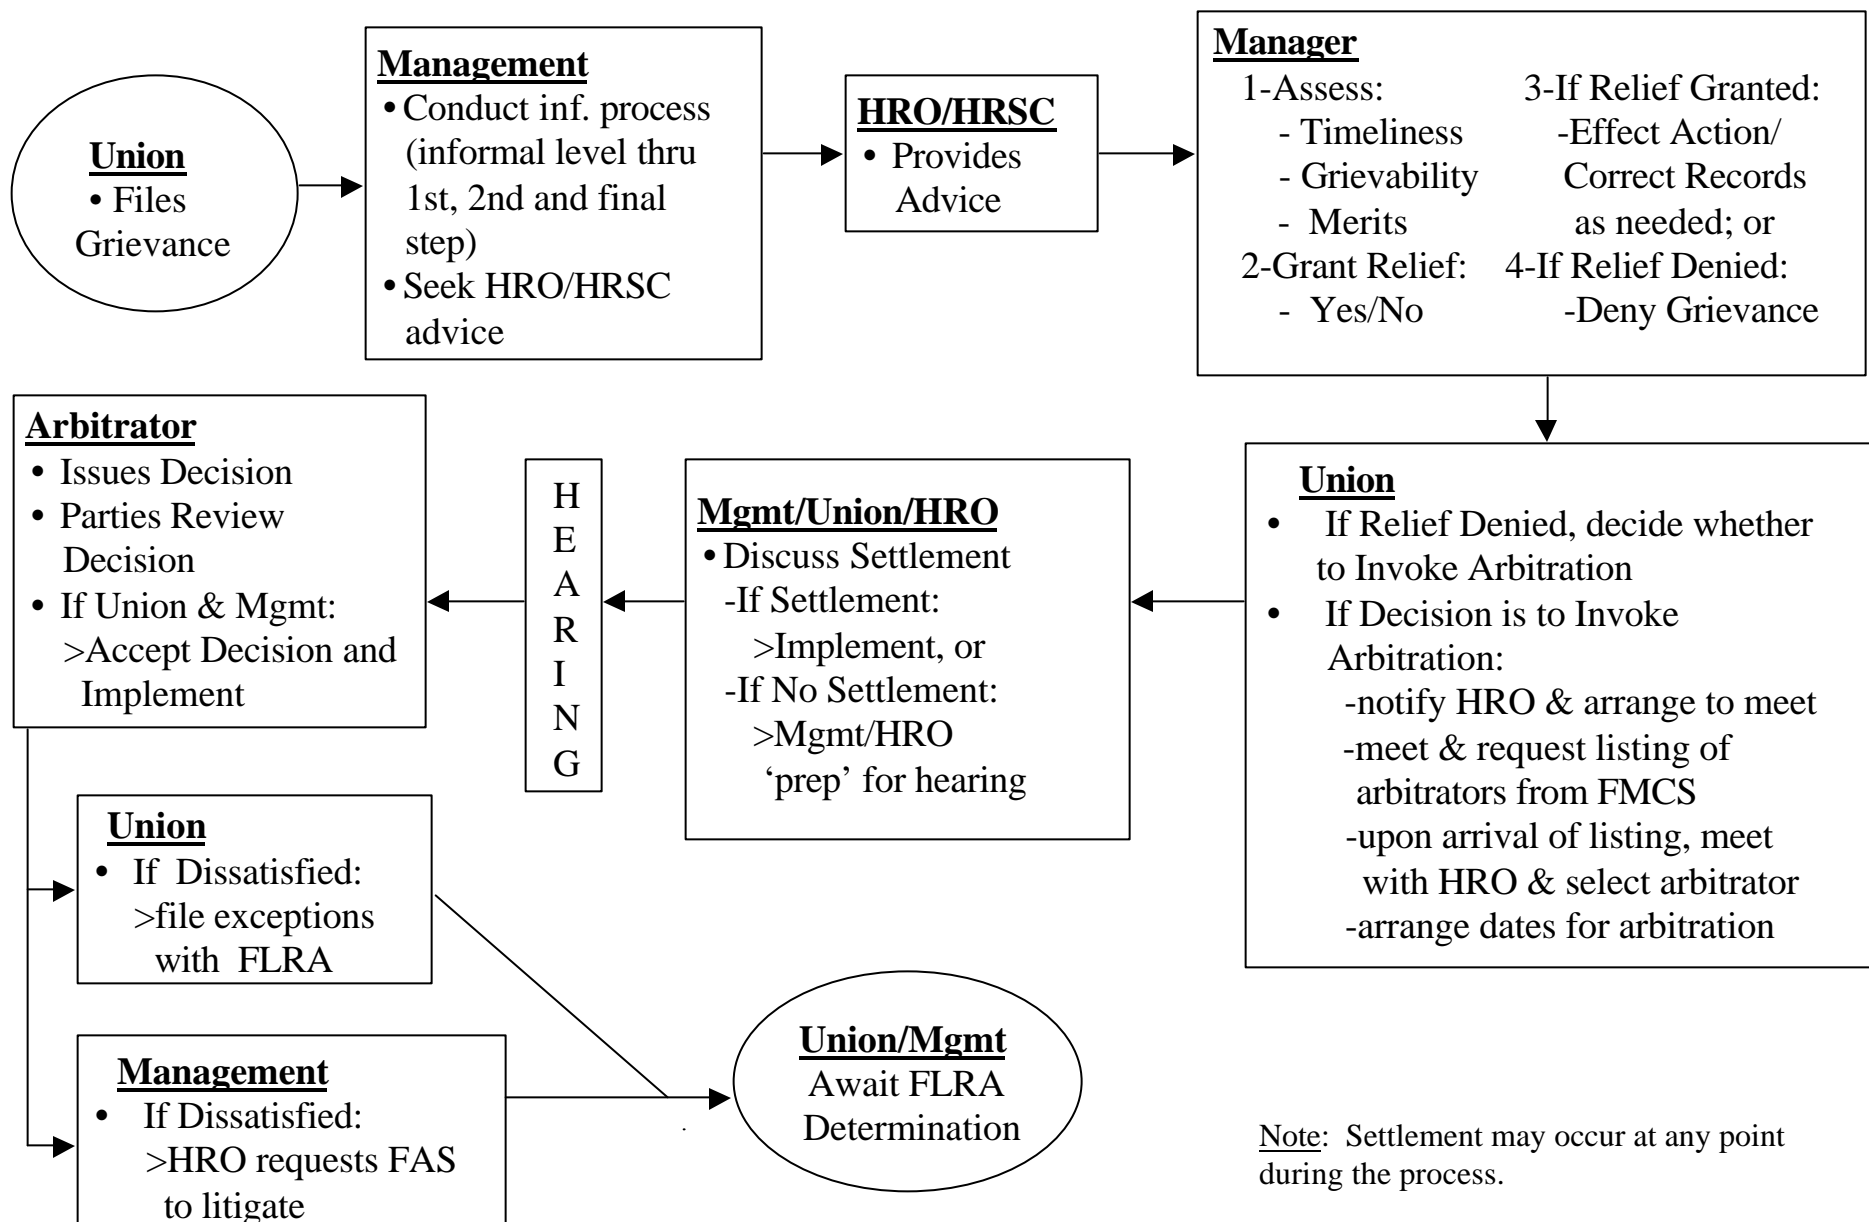 Union
• Files
Grievance
Management
• Conduct inf. process
(informal level thru
1st, 2nd and final
step)
• Seek HRO/HRSC
advice
HRO/HRSC
• Provides
Advice
Manager
1-Assess:
- Timeliness
- Grievability
- Merits
2-Grant Relief:
- Yes/No
3-If Relief Granted:
-Effect Action/
Correct Records
as needed; or
4-If Relief Denied:
-Deny Grievance
Union
• If Relief Denied, decide whether
to Invoke Arbitration
• If Decision is to Invoke
Arbitration:
-notify HRO & arrange to meet
-meet & request listing of
arbitrators from FMCS
-upon arrival of listing, meet
with HRO & select arbitrator
-arrange dates for arbitration
Mgmt/Union/HRO
• Discuss Settlement
-If Settlement:
>Implement, or
-If No Settlement:
>Mgmt/HRO
‘prep’ for hearing
H
E
A
R
I
N
G
Arbitrator
• Issues Decision
• Parties Review
Decision
• If Union & Mgmt:
>Accept Decision and
Implement
Union
• If Dissatisfied:
>file exceptions
with FLRA
Management
• If Dissatisfied:
>HRO requests FAS
to litigate
Union/Mgmt
Await FLRA
Determination
Note: Settlement may occur at any point
during the process.